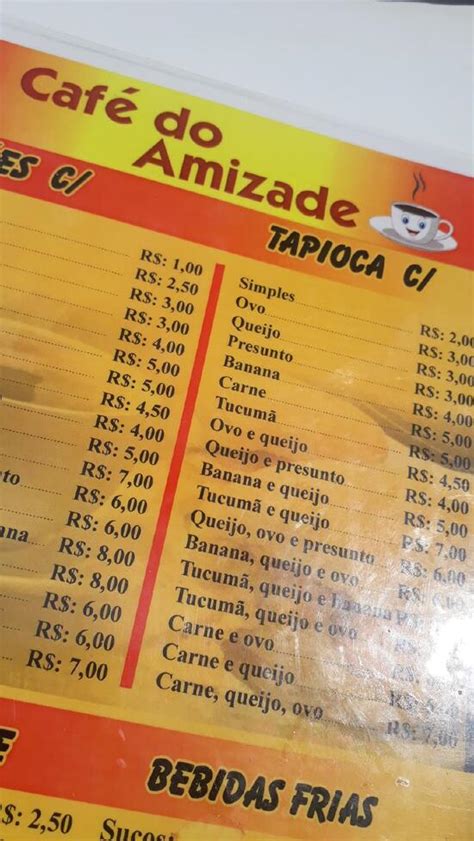 Café do
Amizade
ES C/
R$: 1,00
R$: 2,50
R$: 3,00
R$: 3,00
R$: 4,00
R$: 5,00
R$: 5,00
R$: 4,50
R$: 4,00
R$: 5,00
R$: 7,00
R$: 6,00
R$: 6,00
R$: 8,00
R$: 8,00
R$: 6,00
R$: 6,00
R$: 7,00
TAPIOCA C/
Simples R$: 2,00
Ovo R$: 3,00
Queijo R$: 3,00
Presunto R$: 3,00
Banana R$: 4,00
Carne R$: 5,00
Tucumã R$: 5,00
Ovo e queijo R$: 4,50
Queijo e presunto R$: 4,00
Banana e queijo R$: 5,00
Tucumã e queijo R$: 7,00
Queijo, ovo e presunto R$: 6,00
Banana, queijo e ovo
Tucumã, queijo e Banana
Tucumã, queijo e ovo
Carne e ovo
Carne e queijo
Carne, queijo, ovo R$: 7,00
BEBIDAS FRIAS
R$: 2,50
Sucos: